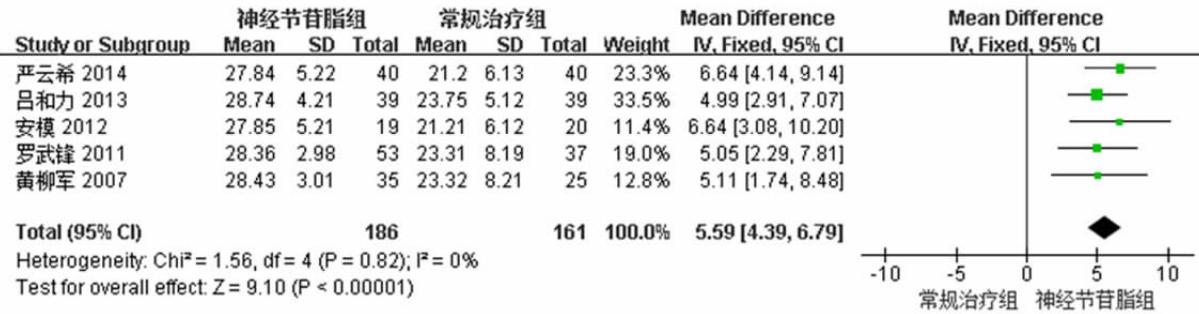 神经节苷脂组 常规治疗组 Mean Difference Mean Difference
Study or Subgroup Mean SD Total Mean SD Total Weight IV, Fixed, 95% CI IV, Fixed, 95% CI
严云希 2014 27.84 5.22 40 21.2 6.13 40 23.3% 6.64 [4.14, 9.14]
吕和力 2013 28.74 4.21 39 23.75 5.12 39 33.5% 4.99 [2.91, 7.07]
安模 2012 27.85 5.21 19 21.21 6.12 20 11.4% 6.64 [3.08, 10.20]
罗武锋 2011 28.36 2.98 53 23.31 8.19 37 19.0% 5.05 [2.29, 7.81]
黄柳军 2007 28.43 3.01 35 23.32 8.21 25 12.8% 5.11 [1.74, 8.48]
Total (95% CI) 186 161 100.0% 5.59 [4.39, 6.79]
Heterogeneity: Chi² = 1.56, df = 4 (P = 0.82); I² = 0%
Test for overall effect: Z = 9.10 (P < 0.00001)
-10 -5 0 5 10
常规治疗组 神经节苷脂组